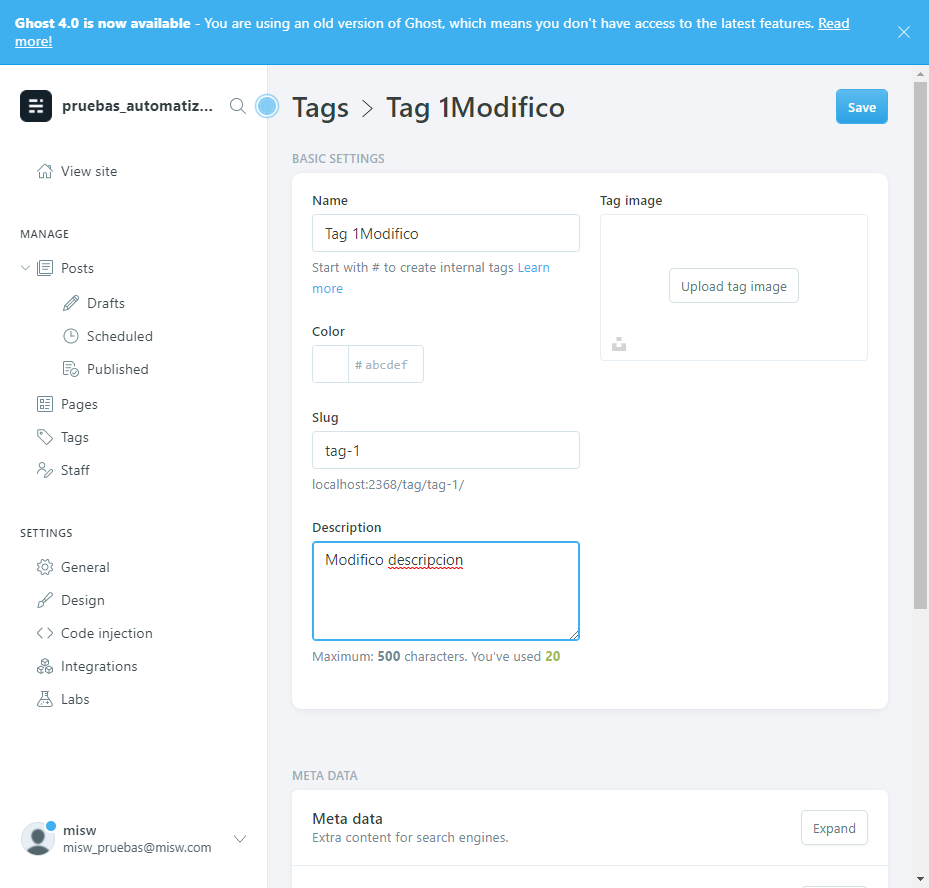 Ghost 4.0 is now available - You are using an old version of Ghost, which means you don't have access to the latest features. Read
more!
pruebas_automatiz...
View site
MANAGE
Posts
Drafts
Scheduled
Published
Pages
Tags
Staff
SETTINGS
General
Design
Code injection
Integrations
Labs
misw
misw_pruebas@misw.com
Tags > Tag 1Modifico
Save
BASIC SETTINGS
Name
Tag 1Modifico
Start with # to create internal tags Learn
more
Color
# abcdef
Slug
tag-1
localhost:2368/tag/tag-1/
Description
Modifico descripcion
Maximum: 500 characters. You've used 20
Tag image
Upload tag image
META DATA
Meta data
Extra content for search engines.
Expand